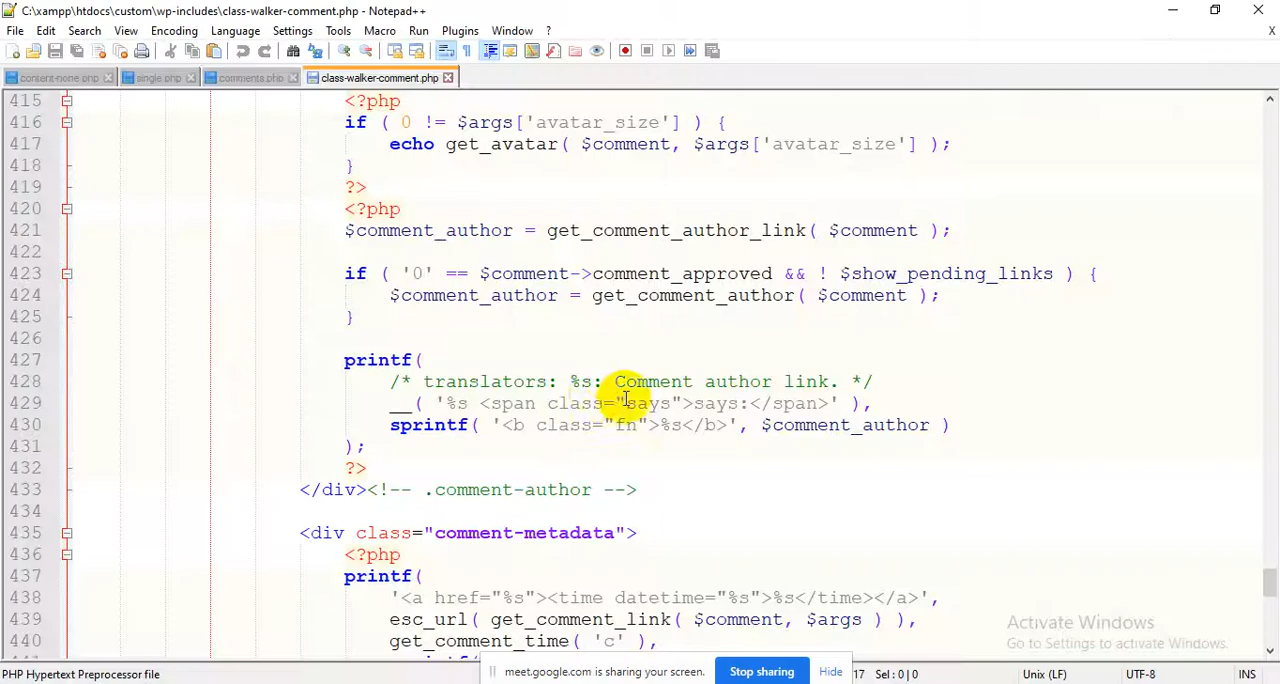 C:\xampp\htdocs\custom\wp-includes\class-walker-comment.php - Notepad++
File Edit Search View Encoding Language Settings Tools Macro Run Plugins Window ?
X
content-none.php single.php comments.php class-walker-comment.php
415 <?php
416 if ( 0 != $args['avatar_size'] ) {
417 echo get_avatar( $comment, $args['avatar_size'] );
418 }
419 ?>
420 <?php
421 $comment_author = get_comment_author_link( $comment );
422
423 if ( '0' == $comment->comment_approved && ! $show_pending_links ) {
424 $comment_author = get_comment_author( $comment );
425 }
426
427 printf(
428 /* translators: %s: Comment author link. */
429 __( '%s <span class="says">says:</span>' ),
430 sprintf( '<b class="fn">%s</b>', $comment_author )
431 );
432 ?>
433 </div><!-- .comment-author -->
434
435 <div class="comment-metadata">
436 <?php
437 printf(
438 '<a href="%s"><time datetime="%s">%s</time></a>',
439 esc_url( get_comment_link( $comment, $args ) ),
440 get_comment_time( 'c' ),
Activate Windows
Go to Settings to activate Windows.
meet.google.com is sharing your screen. Stop sharing Hide
PHP Hypertext Preprocessor file 17 Sel : 0 | 0 Unix (LF) UTF-8 INS